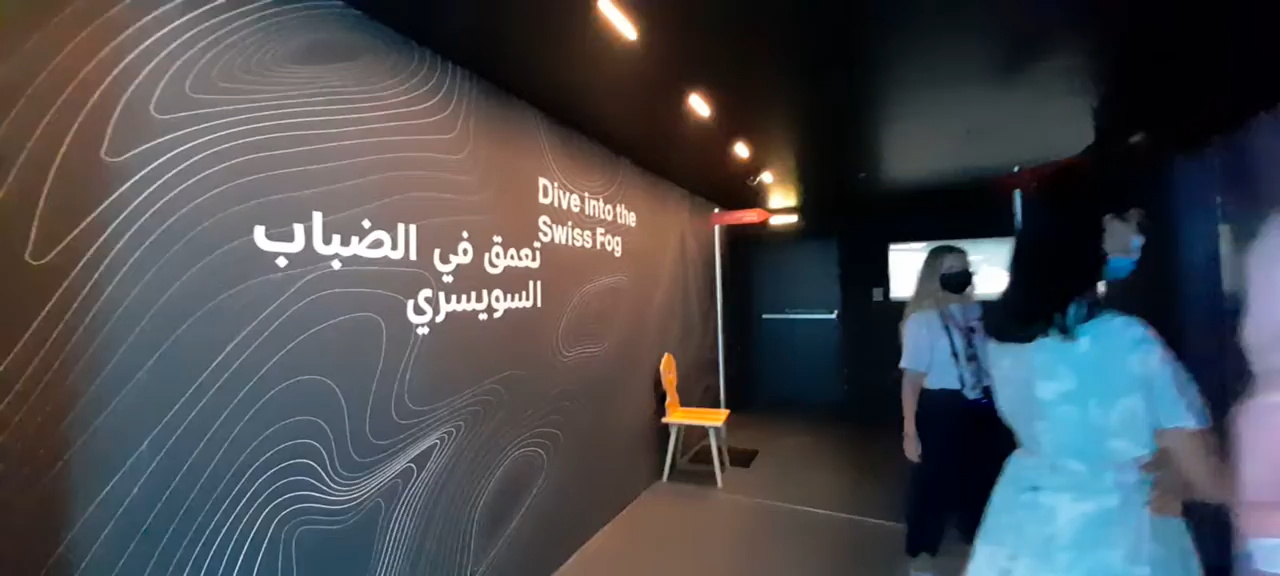 Dive into the
Swiss Fog
تعمق في الضباب
السويسري